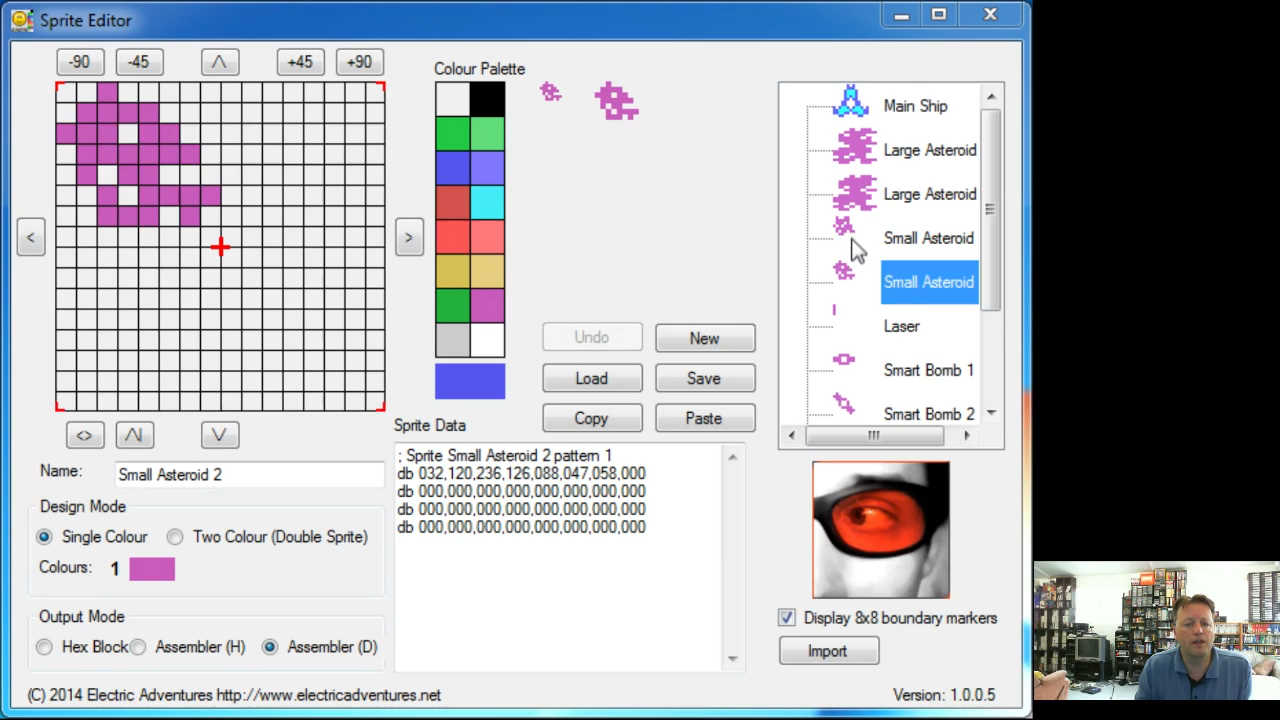 Sprite Editor
-90
-45
/\
+45
+90
Colour Palette
<
>
<>
/\|
\/
Name:
Small Asteroid 2
Design Mode
Single Colour
Two Colour (Double Sprite)
Colours:
1
Output Mode
Hex Block
Assembler (H)
Assembler (D)
Undo
New
Load
Save
Copy
Paste
Sprite Data
; Sprite Small Asteroid 2 pattern 1
db 032,120,236,126,088,047,058,000
db 000,000,000,000,000,000,000,000
db 000,000,000,000,000,000,000,000
db 000,000,000,000,000,000,000,000
Main Ship
Large Asteroid
Large Asteroid
Small Asteroid
Small Asteroid
Laser
Smart Bomb 1
Smart Bomb 2
Display 8x8 boundary markers
Import
(C) 2014 Electric Adventures http://www.electricadventures.net
Version: 1.0.0.5